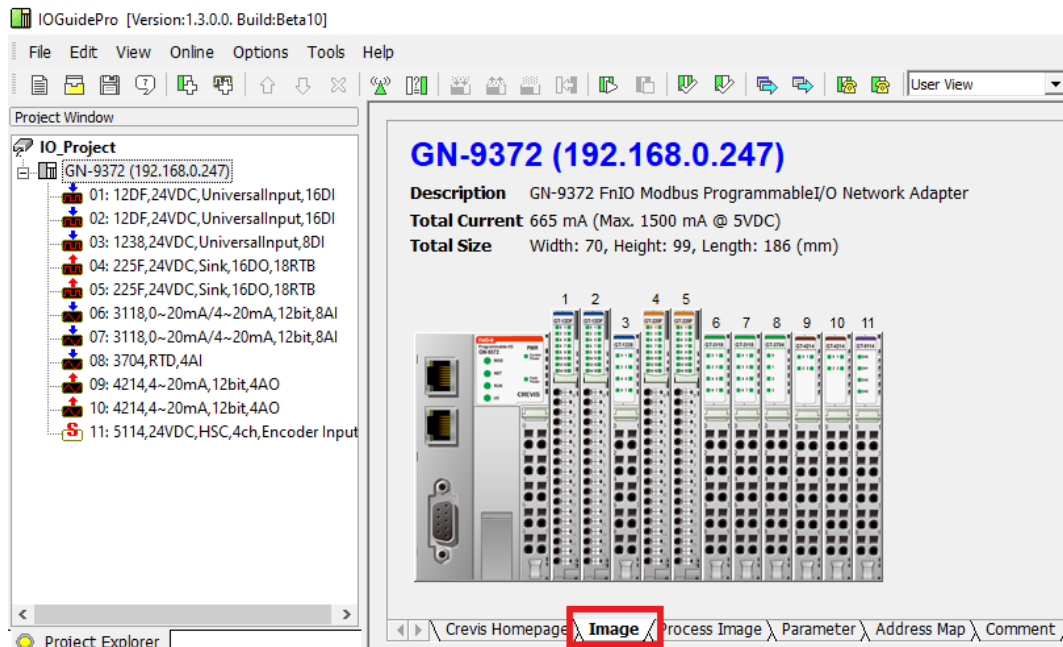 IOGuidePro [Version:1.3.0.0. Build:Beta10]
File Edit View Online Options Tools Help
User View
Project Window
IO_Project
GN-9372 (192.168.0.247)
01: 12DF,24VDC,UniversalInput,16DI
02: 12DF,24VDC,UniversalInput,16DI
03: 1238,24VDC,UniversalInput,8DI
04: 225F,24VDC,Sink,16DO,18RTB
05: 225F,24VDC,Sink,16DO,18RTB
06: 3118,0~20mA/4~20mA,12bit,8AI
07: 3118,0~20mA/4~20mA,12bit,8AI
08: 3704,RTD,4AI
09: 4214,4~20mA,12bit,4AO
10: 4214,4~20mA,12bit,4AO
11: 5114,24VDC,HSC,4ch,Encoder Input
Project Explorer
GN-9372 (192.168.0.247)
Description GN-9372 FnIO Modbus ProgrammableI/O Network Adapter
Total Current 665 mA (Max. 1500 mA @ 5VDC)
Total Size Width: 70, Height: 99, Length: 186 (mm)
1 2 3 4 5 6 7 8 9 10 11
GN-9372
PWR
CREVIS
Crevis Homepage Image Process Image Parameter Address Map Comment